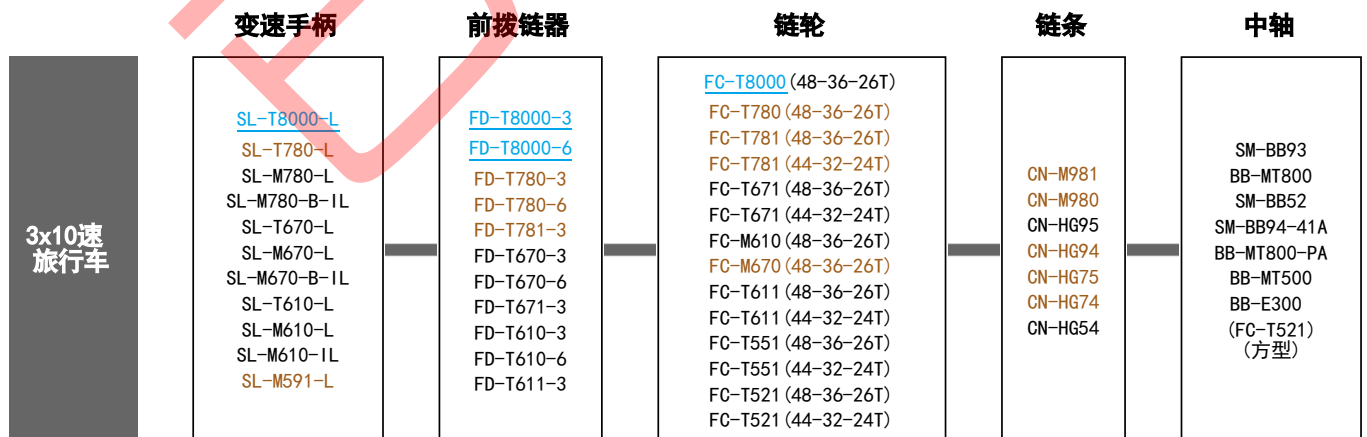 变速手柄
前拨链器
链轮
链条
中轴
3x10速
旅行车
SL-T8000-L
SL-T780-L
SL-M780-L
SL-M780-B-IL
SL-T670-L
SL-M670-L
SL-M670-B-IL
SL-T610-L
SL-M610-L
SL-M610-IL
SL-M591-L
FD-T8000-3
FD-T8000-6
FD-T780-3
FD-T780-6
FD-T781-3
FD-T670-3
FD-T670-6
FD-T671-3
FD-T610-3
FD-T610-6
FD-T611-3
FC-T8000(48-36-26T)
FC-T780(48-36-26T)
FC-T781(48-36-26T)
FC-T781(44-32-24T)
FC-T671(48-36-26T)
FC-T671(44-32-24T)
FC-M610(48-36-26T)
FC-M670(48-36-26T)
FC-T611(48-36-26T)
FC-T611(44-32-24T)
FC-T551(48-36-26T)
FC-T551(44-32-24T)
FC-T521(48-36-26T)
FC-T521(44-32-24T)
CN-M981
CN-M980
CN-HG95
CN-HG94
CN-HG75
CN-HG74
CN-HG54
SM-BB93
BB-MT800
SM-BB52
SM-BB94-41A
BB-MT800-PA
BB-MT500
BB-E300
(FC-T521)
(方型)